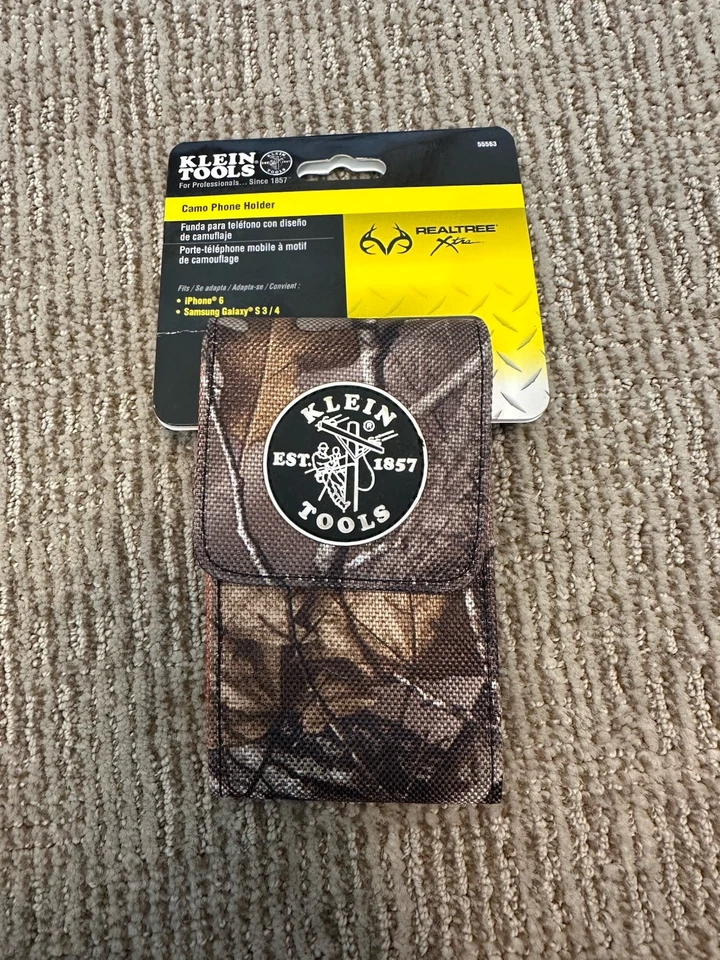 55553
KLEIN
TOOLS®
For Professionals... Since 1857™
Camo Phone Holder
Funda para teléfono con diseño
de camuflaje
Porte-téléphone mobile à motif
de camouflage
REALTREE®
Xtra
Fits / Se adapta / Adapta-se / Convient :
• iPhone® 6
• Samsung Galaxy® S 3 / 4
KLEIN
®
EST. 1857
TOOLS